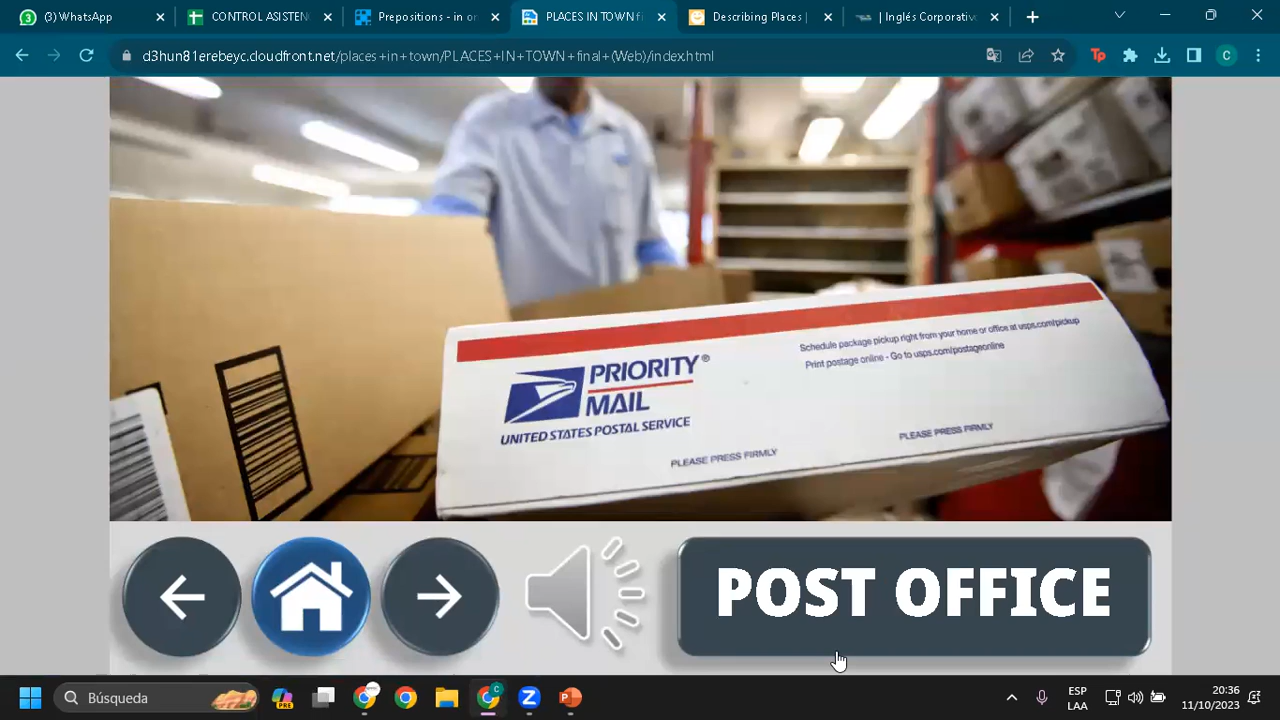 (3) WhatsApp
CONTROL ASISTENC
Prepositions - in or
PLACES IN TOWN f
Describing Places |
| Inglés Corporativ
d3hun81erebeyc.cloudfront.net/places+in+town/PLACES+IN+TOWN+final+(Web)/index.html
Tp
C
Schedule package pickup right from your home or office at usps.com/pickup
Print postage online - Go to usps.com/postageonline
PRIORITY®
MAIL
UNITED STATES POSTAL SERVICE
PLEASE PRESS FIRMLY
PLEASE PRESS FIRMLY
POST OFFICE
Búsqueda
PRE
ESP
LAA
20:36
11/10/2023